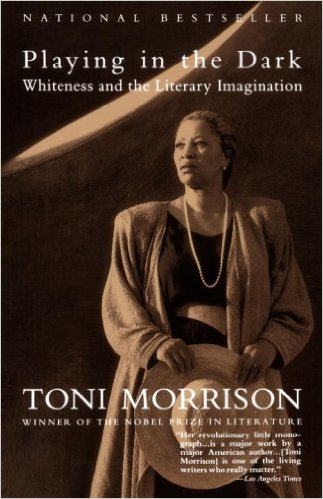 NATIONAL BESTSELLER
Playing in the Dark
Whiteness and the Literary Imagination
TONI MORRISON
WINNER OF THE NOBEL PRIZE IN LITERATURE
"Her revolutionary little mono-
graph...is a major work by a
major American author...[Toni
Morrison] is one of the living
writers who really matter."
—Los Angeles Times